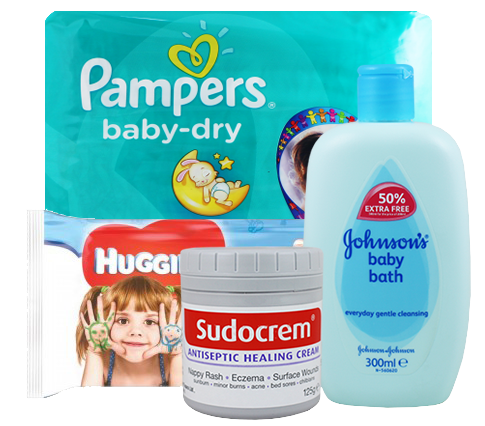 Pampers
baby-dry
HUGGI
Sudocrem
ANTISEPTIC HEALING CREAM
Nappy Rash • Eczema • Surface Wounds
sunburn • minor burns • acne • bed sores • chilblains
125g
50%
EXTRA FREE
Johnson's
baby
bath
everyday gentle cleansing
Johnson & Johnson
300ml e